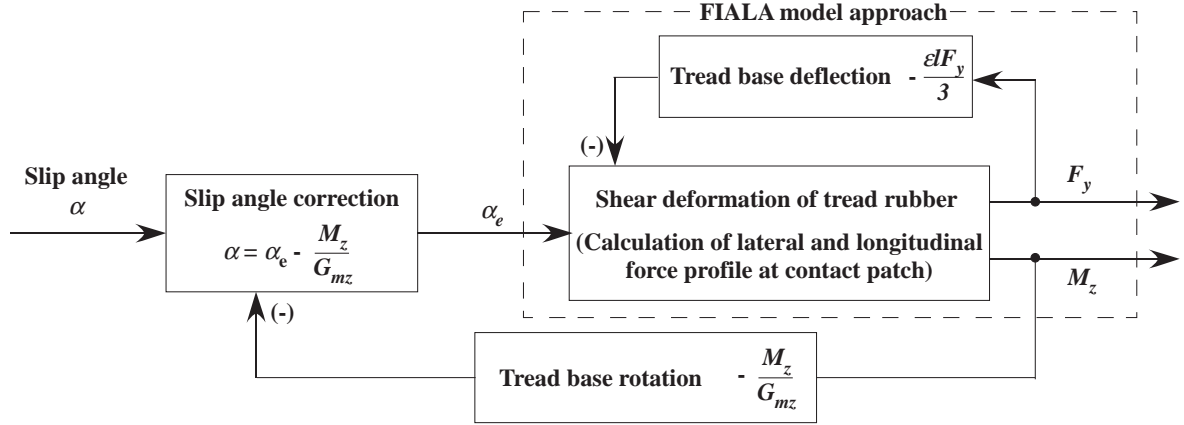 FIALA model approach
Tread base deflection - εlF_y / 3
(-)
Slip angle
α
Slip angle correction
α = α_e - M_z / G_mz
α_e
Shear deformation of tread rubber
(Calculation of lateral and longitudinal
force profile at contact patch)
F_y
M_z
(-)
Tread base rotation - M_z / G_mz